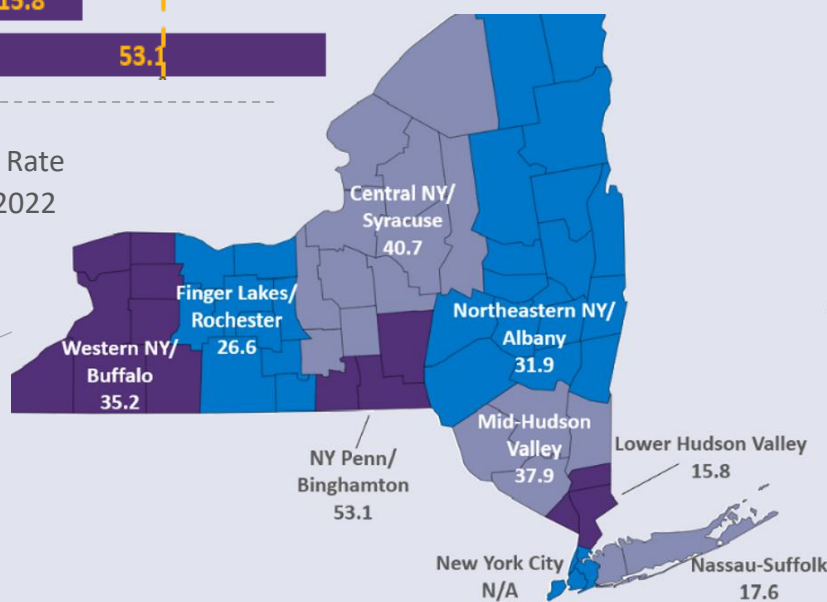 15.8
53.1
Rate
2022
Central NY/
Syracuse
40.7
Finger Lakes/
Rochester
26.6
Western NY/
Buffalo
35.2
Northeastern NY/
Albany
31.9
Mid-Hudson
Valley
37.9
NY Penn/
Binghamton
53.1
Lower Hudson Valley
15.8
New York City
N/A
Nassau-Suffolk
17.6